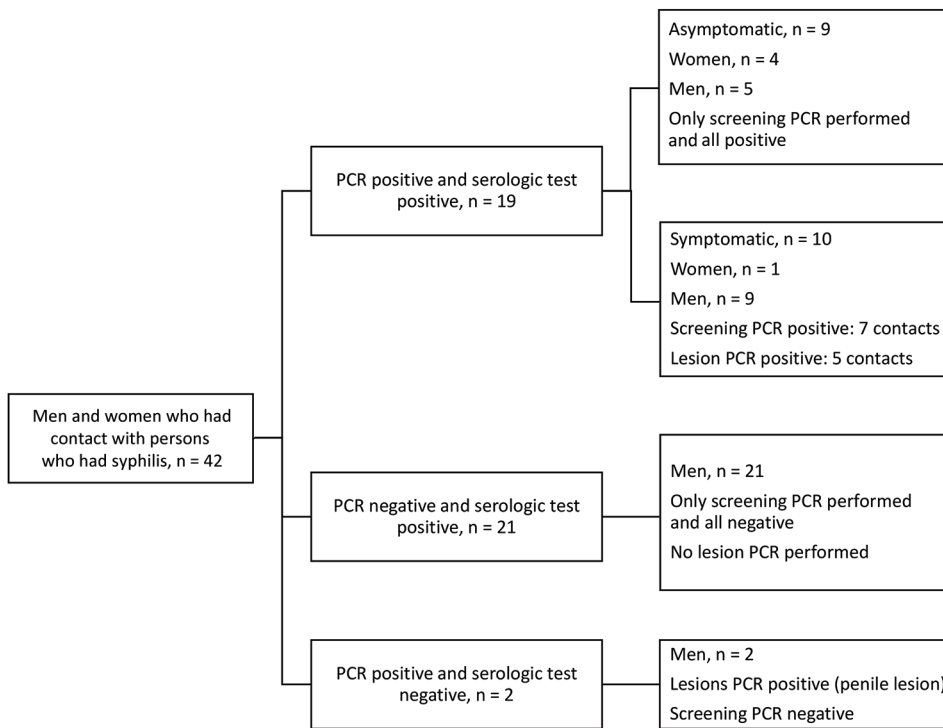 Men and women who had
contact with persons
who had syphilis, n = 42
PCR positive and serologic test
positive, n = 19
Asymptomatic, n = 9
Women, n = 4
Men, n = 5
Only screening PCR performed
and all positive
Symptomatic, n = 10
Women, n = 1
Men, n = 9
Screening PCR positive: 7 contacts
Lesion PCR positive: 5 contacts
PCR negative and serologic test
positive, n = 21
Men, n = 21
Only screening PCR performed
and all negative
No lesion PCR performed
PCR positive and serologic test
negative, n = 2
Men, n = 2
Lesions PCR positive (penile lesion)
Screening PCR negative